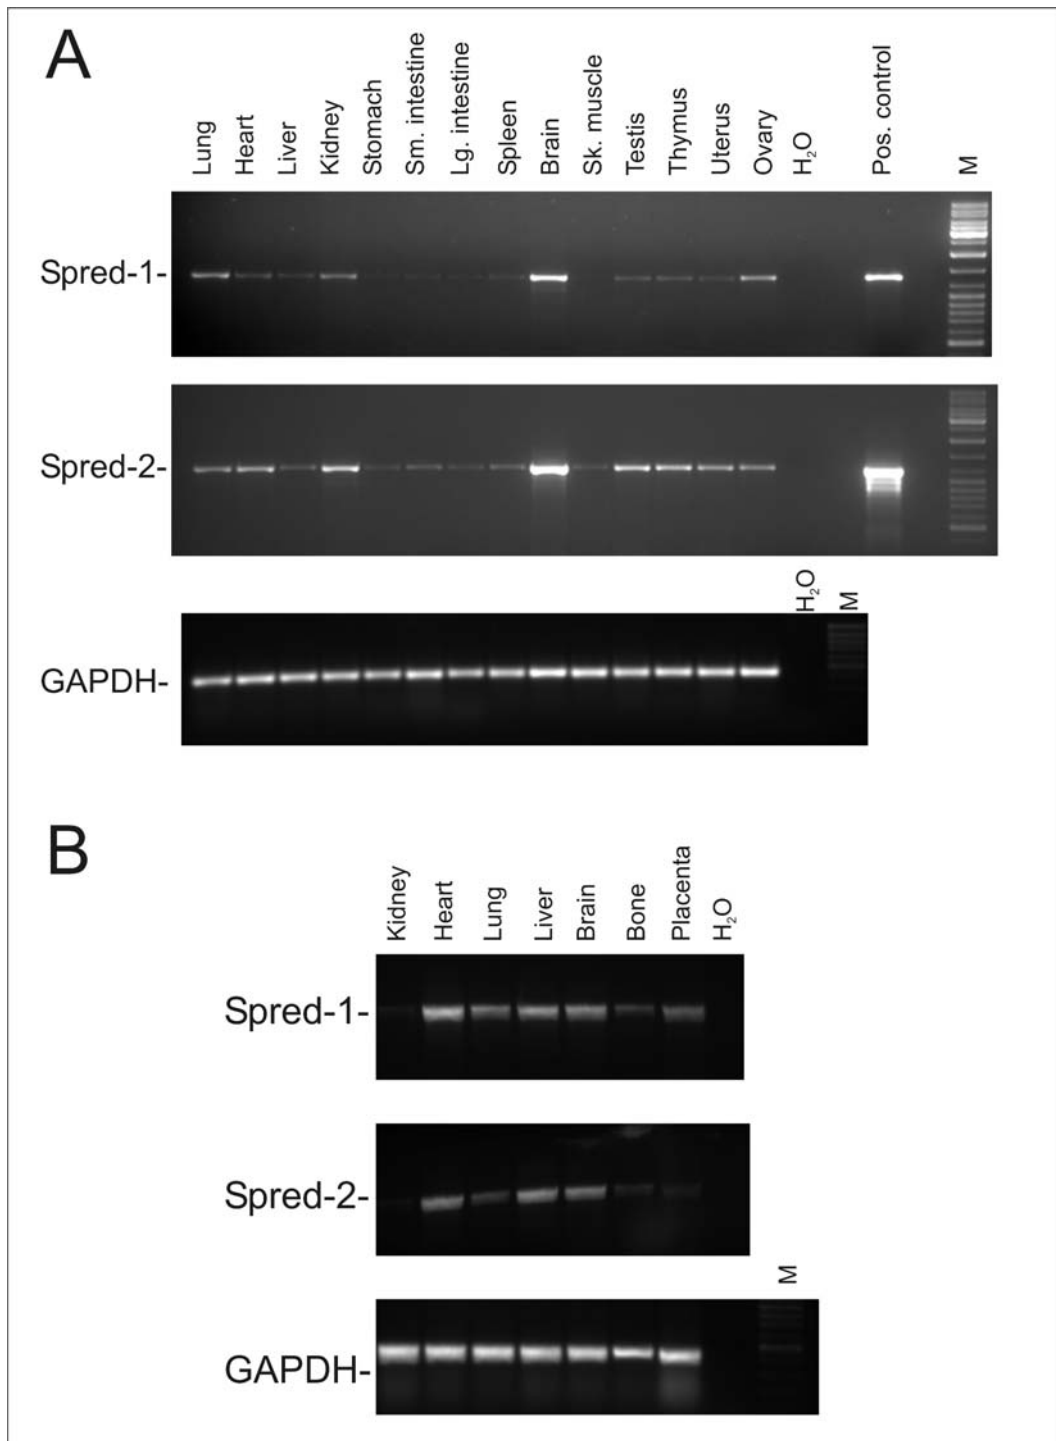 A
Lung
Heart
Liver
Kidney
Stomach
Sm. intestine
Lg. intestine
Spleen
Brain
Sk. muscle
Testis
Thymus
Uterus
Ovary
H₂O
Pos. control
M
Spred-1-
Spred-2-
H₂O
M
GAPDH-
B
Kidney
Heart
Lung
Liver
Brain
Bone
Placenta
H₂O
Spred-1-
Spred-2-
M
GAPDH-